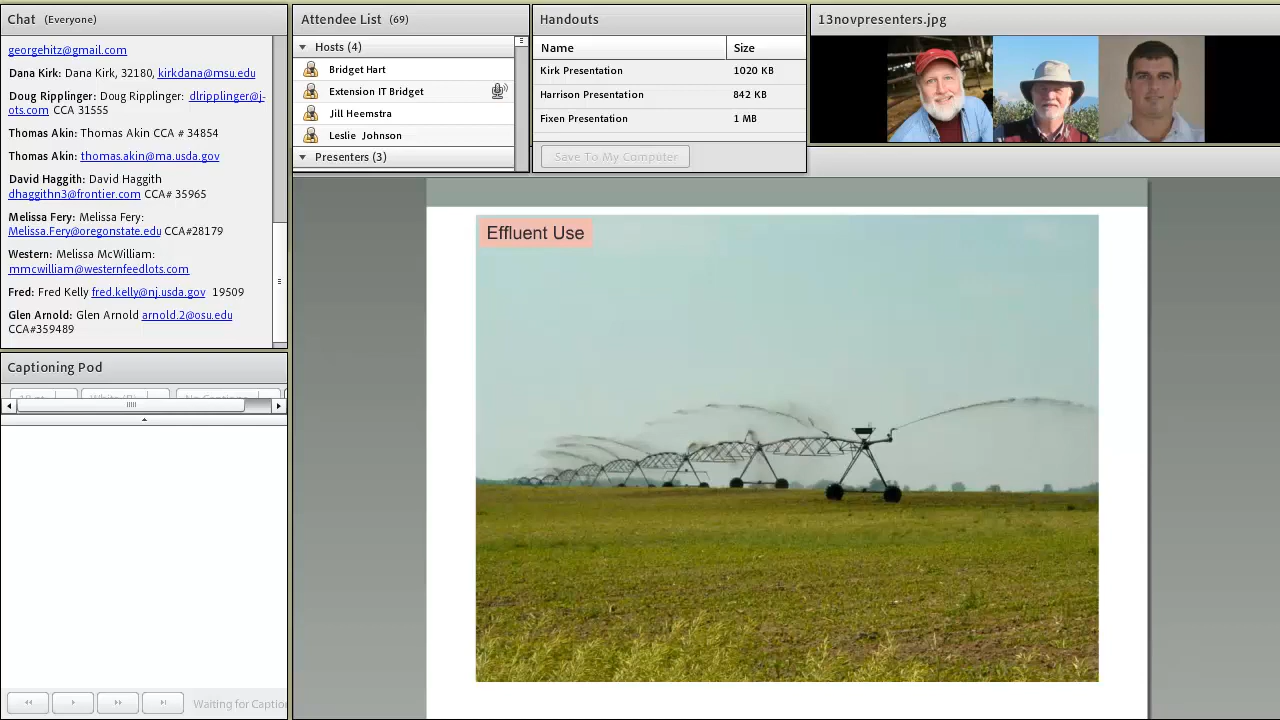 Chat (Everyone)
georgehitz@gmail.com
Dana Kirk: Dana Kirk, 32180, kirkdana@msu.edu
Doug Ripplinger: Doug Ripplinger: dlripplinger@j-
ots.com CCA 31555
Thomas Akin: Thomas Akin CCA # 34854
Thomas Akin: thomas.akin@ma.usda.gov
David Haggith: David Haggith
dhaggithn3@frontier.com CCA# 35965
Melissa Fery: Melissa Fery:
Melissa.Fery@oregonstate.edu CCA#28179
Western: Melissa McWilliam:
mmcwilliam@westernfeedlots.com
Fred: Fred Kelly fred.kelly@nj.usda.gov 19509
Glen Arnold: Glen Arnold arnold.2@osu.edu
CCA#359489
Captioning Pod
Waiting for Captio
Attendee List (69)
Hosts (4)
Bridget Hart
Extension IT Bridget
Jill Heemstra
Leslie Johnson
Presenters (3)
Handouts
Name Size
Kirk Presentation 1020 KB
Harrison Presentation 842 KB
Fixen Presentation 1 MB
Save To My Computer
13novpresenters.jpg
Effluent Use